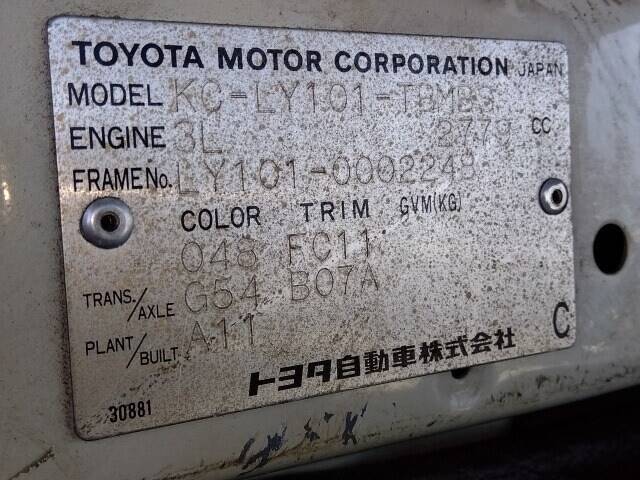 TOYOTA MOTOR CORPORATION JAPAN
MODEL KC-LY101-TBMB3
ENGINE 3L 2779 CC
FRAME No. LY101-0002248
COLOR TRIM GVM(KG)
048 FC11
TRANS./AXLE G54 B07A
PLANT/BUILT A11 C
トヨタ自動車株式会社
30881